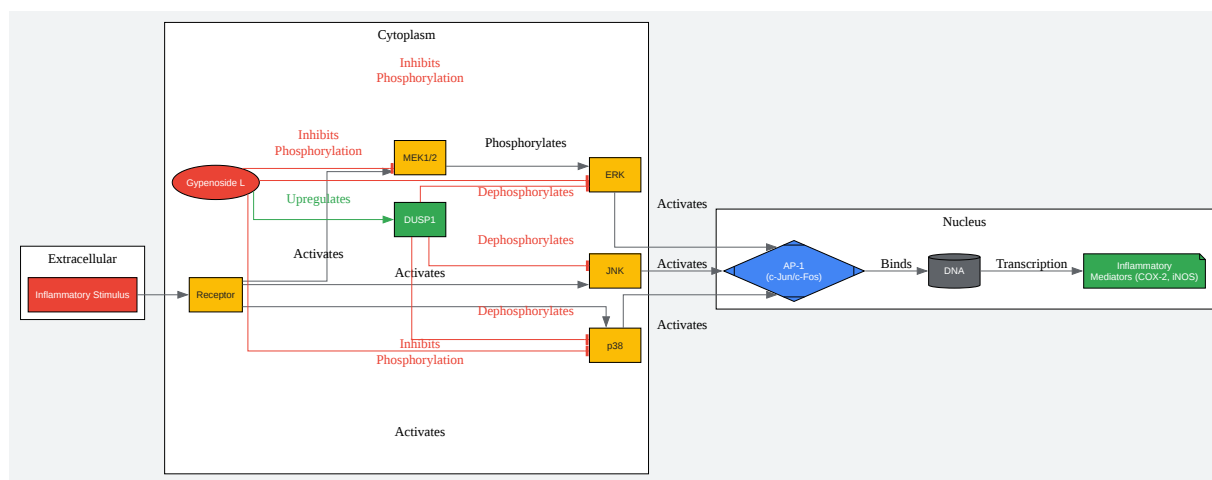 Cytoplasm
Inhibits
Phosphorylation
Inhibits
Phosphorylation
Phosphorylates
MEK1/2
ERK
Gypenoside L
Upregulates
Dephosphorylates
DUSP1
Activates
Nucleus
Dephosphorylates
Activates
Extracellular
Activates
JNK
Activates
AP-1
(c-Jun/c-Fos)
Binds
DNA
Transcription
Inflammatory
Mediators (COX-2, iNOS)
Inflammatory Stimulus
Receptor
Dephosphorylates
Activates
Inhibits
Phosphorylation
p38
Activates